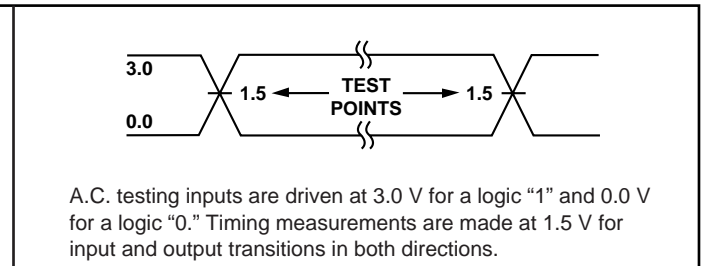 3.0
1.5 TEST POINTS 1.5
0.0
A.C. testing inputs are driven at 3.0 V for a logic “1” and 0.0 V
for a logic “0.” Timing measurements are made at 1.5 V for
input and output transitions in both directions.